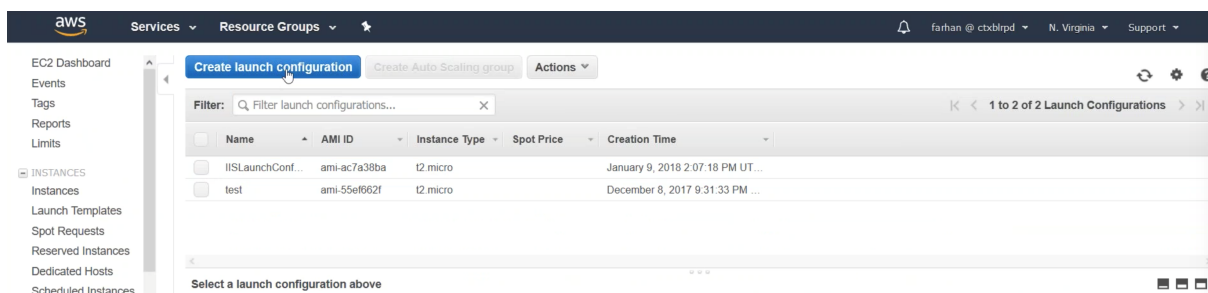 aws Services Resource Groups farhan @ ctxblrpd N. Virginia Support
EC2 Dashboard
Events
Tags
Reports
Limits
INSTANCES
Instances
Launch Templates
Spot Requests
Reserved Instances
Dedicated Hosts
Scheduled Instances
Create launch configuration Create Auto Scaling group Actions
Filter: Filter launch configurations... 1 to 2 of 2 Launch Configurations
Name AMI ID Instance Type Spot Price Creation Time
IISLaunchConf... ami-ac7a38ba t2.micro January 9, 2018 2:07:18 PM UT...
test ami-55ef662f t2.micro December 8, 2017 9:31:33 PM ...
Select a launch configuration above